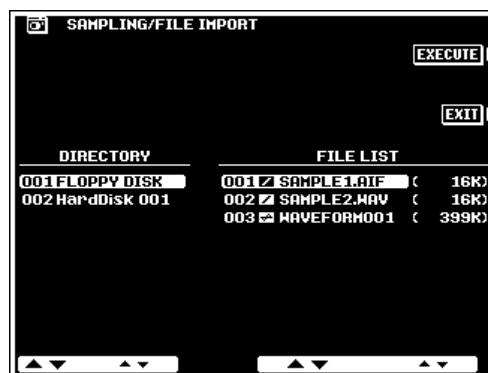 SAMPLING/FILE IMPORT
EXECUTE
EXIT
DIRECTORY FILE LIST
001 FLOPPY DISK 001 SAMPLE1.AIF ( 16K)
002 HardDisk 001 002 SAMPLE2.WAV ( 16K)
003 WAVEFORM001 ( 399K)